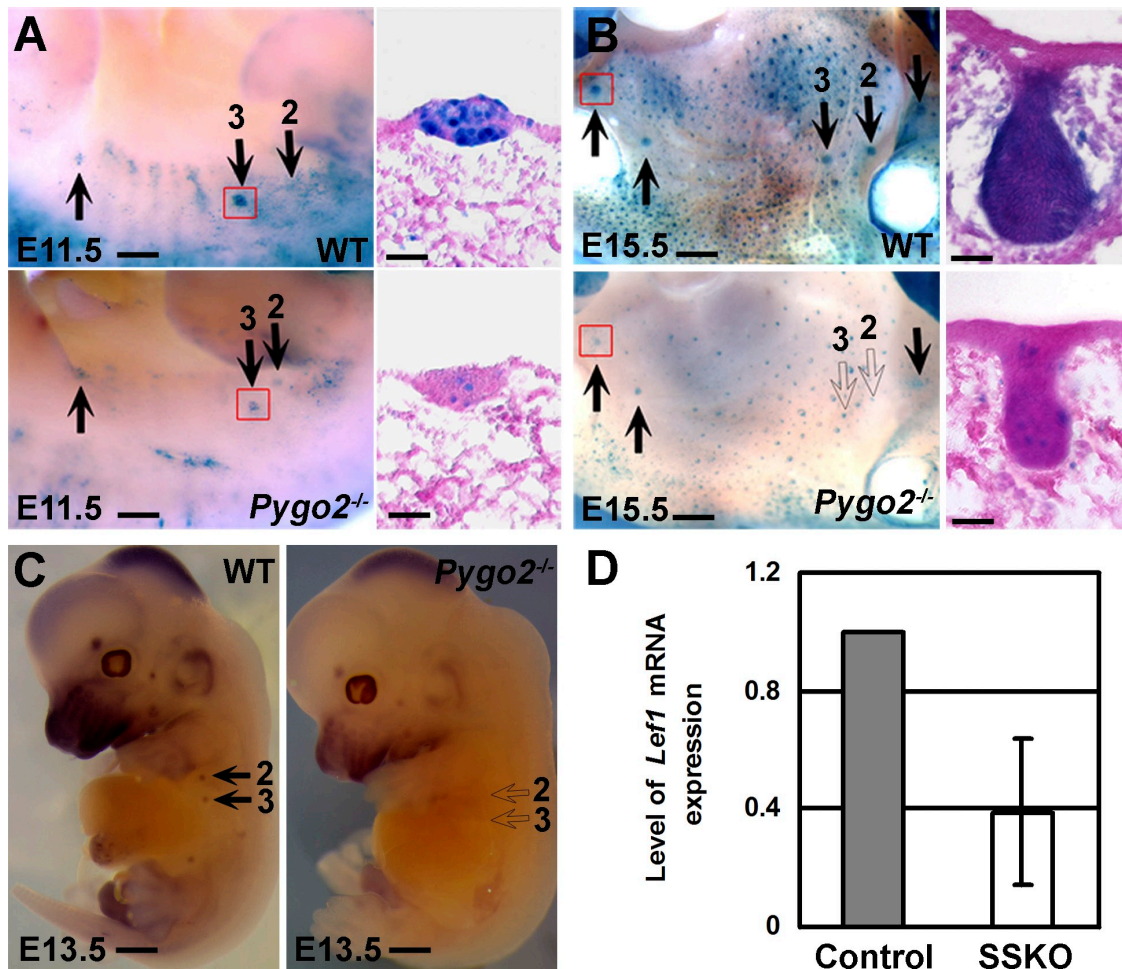 A
3 2
E11.5 WT
3 2
E11.5 Pygo2-/-
B
3 2
E15.5 WT
3 2
E15.5 Pygo2-/-
C
WT
2
3
E13.5
Pygo2-/-
2
3
E13.5
D
Level of Lef1 mRNA
expression
1.2
0.8
0.4
0
Control SSKO